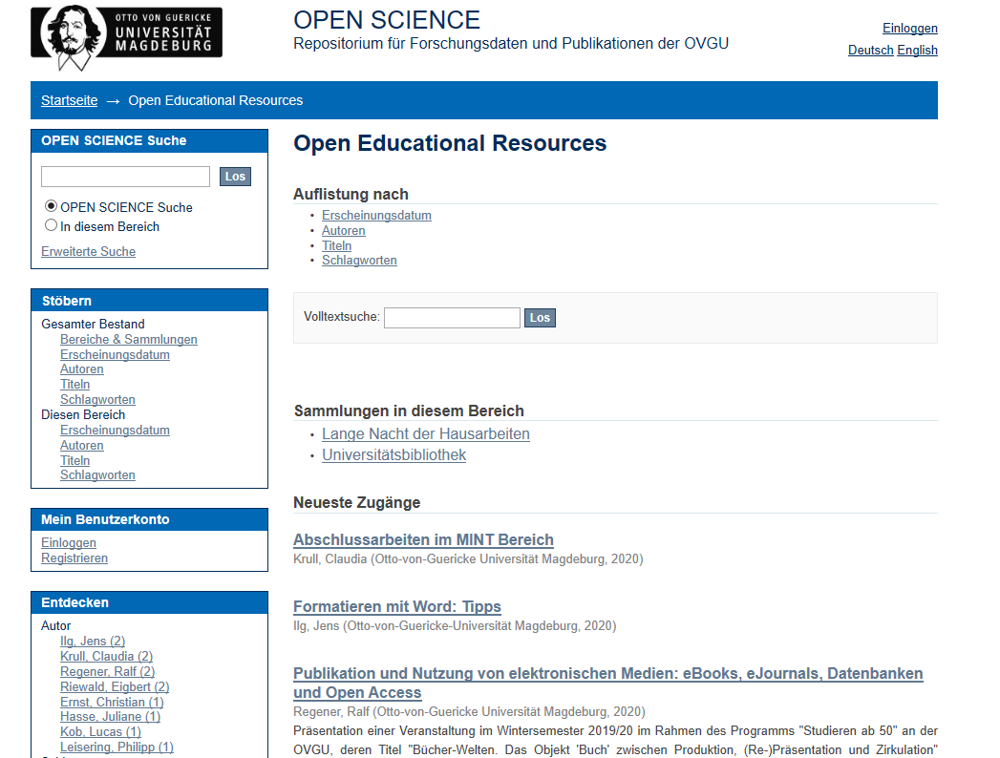 OTTO VON GUERICKE
UNIVERSITÄT
MAGDEBURG
OPEN SCIENCE
Repositorium für Forschungsdaten und Publikationen der OVGU
Einloggen
Deutsch English
Startseite → Open Educational Resources
OPEN SCIENCE Suche
Los
OPEN SCIENCE Suche
In diesem Bereich
Erweiterte Suche
Stöbern
Gesamter Bestand
Bereiche & Sammlungen
Erscheinungsdatum
Autoren
Titeln
Schlagworten
Diesen Bereich
Erscheinungsdatum
Autoren
Titeln
Schlagworten
Mein Benutzerkonto
Einloggen
Registrieren
Entdecken
Autor
Ilg, Jens (2)
Krull, Claudia (2)
Regener, Ralf (2)
Riewald, Eigbert (2)
Ernst, Christian (1)
Hasse, Juliane (1)
Kob, Lucas (1)
Leisering, Philipp (1)
Open Educational Resources
Auflistung nach
• Erscheinungsdatum
• Autoren
• Titeln
• Schlagworten
Volltextsuche: Los
Sammlungen in diesem Bereich
• Lange Nacht der Hausarbeiten
• Universitätsbibliothek
Neueste Zugänge
Abschlussarbeiten im MINT Bereich
Krull, Claudia (Otto-von-Guericke Universität Magdeburg, 2020)
Formatieren mit Word: Tipps
Ilg, Jens (Otto-von-Guericke-Universität Magdeburg, 2020)
Publikation und Nutzung von elektronischen Medien: eBooks, eJournals, Datenbanken
und Open Access
Regener, Ralf (Otto-von-Guericke Universität Magdeburg, 2020)
Präsentation einer Veranstaltung im Wintersemester 2019/20 im Rahmen des Programms "Studieren ab 50" an der
OVGU, deren Titel "Bücher-Welten. Das Objekt 'Buch' zwischen Produktion, (Re-)Präsentation und Zirkulation"